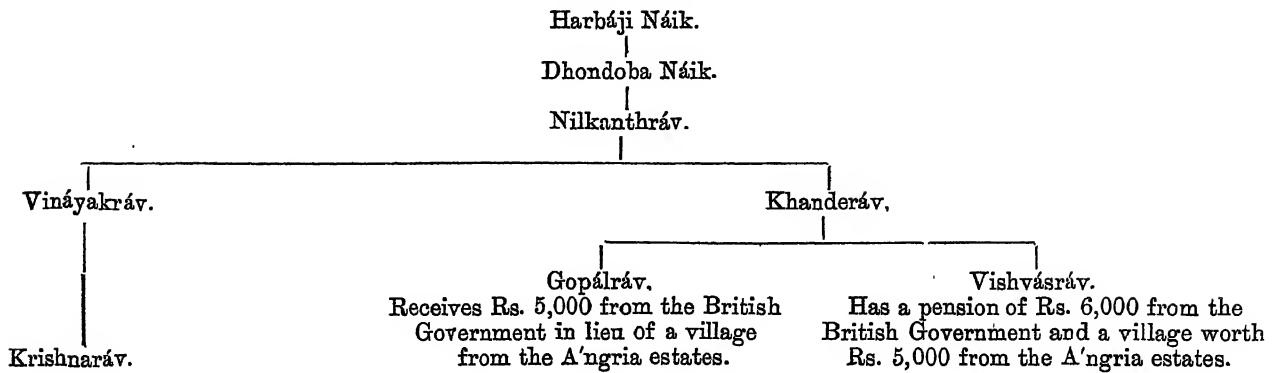 Harbáji Náik.
Dhondoba Náik.
Nilkanthráv.
Vináyakráv.
Khanderáv.
Gopálráv.
Receives Rs. 5,000 from the British
Government in lieu of a village
from the A'ngria estates.
Vishvásráv.
Has a pension of Rs. 6,000 from the
British Government and a village worth
Rs. 5,000 from the A'ngria estates.
Krishnaráv.